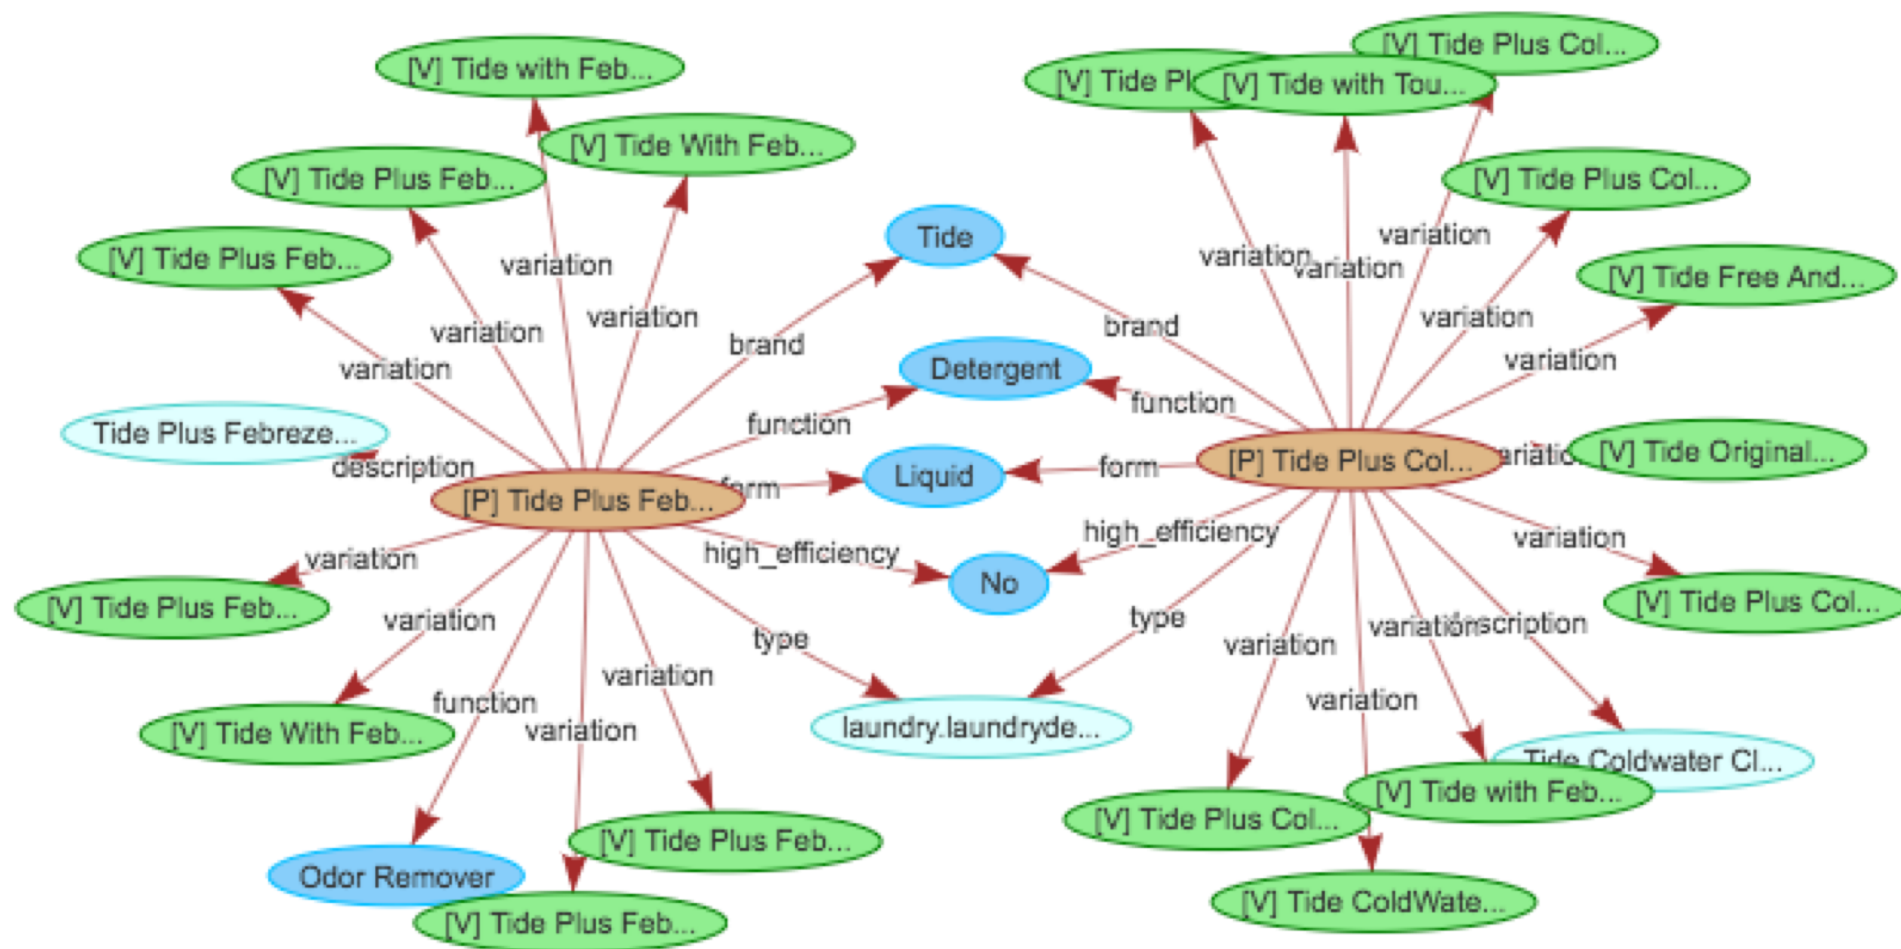 [V] Tide Plus Col...
[V] Tide with Feb...
[V] Tide Pl
[V] Tide with Tou...
[V] Tide With Feb...
[V] Tide Plus Feb...
[V] Tide Plus Col...
Tide
variation
variation
[V] Tide Plus Feb...
variation
variation
variation
[V] Tide Free And...
variation
variation
variation
brand
brand
variation
variation
Detergent
function
function
Tide Plus Febreze...
description
[P] Tide Plus Col...
variation
[V] Tide Original...
form
Liquid
form
[P] Tide Plus Feb...
high_efficiency
high_efficiency
variation
variation
No
[V] Tide Plus Feb...
[V] Tide Plus Col...
variation
type
type
variation
variation
description
variation
function
variation
variation
[V] Tide With Feb...
laundry.laundryde...
Tide Coldwater Cl...
[V] Tide with Feb...
[V] Tide Plus Col...
[V] Tide Plus Feb...
Odor Remover
[V] Tide ColdWate...
[V] Tide Plus Feb...